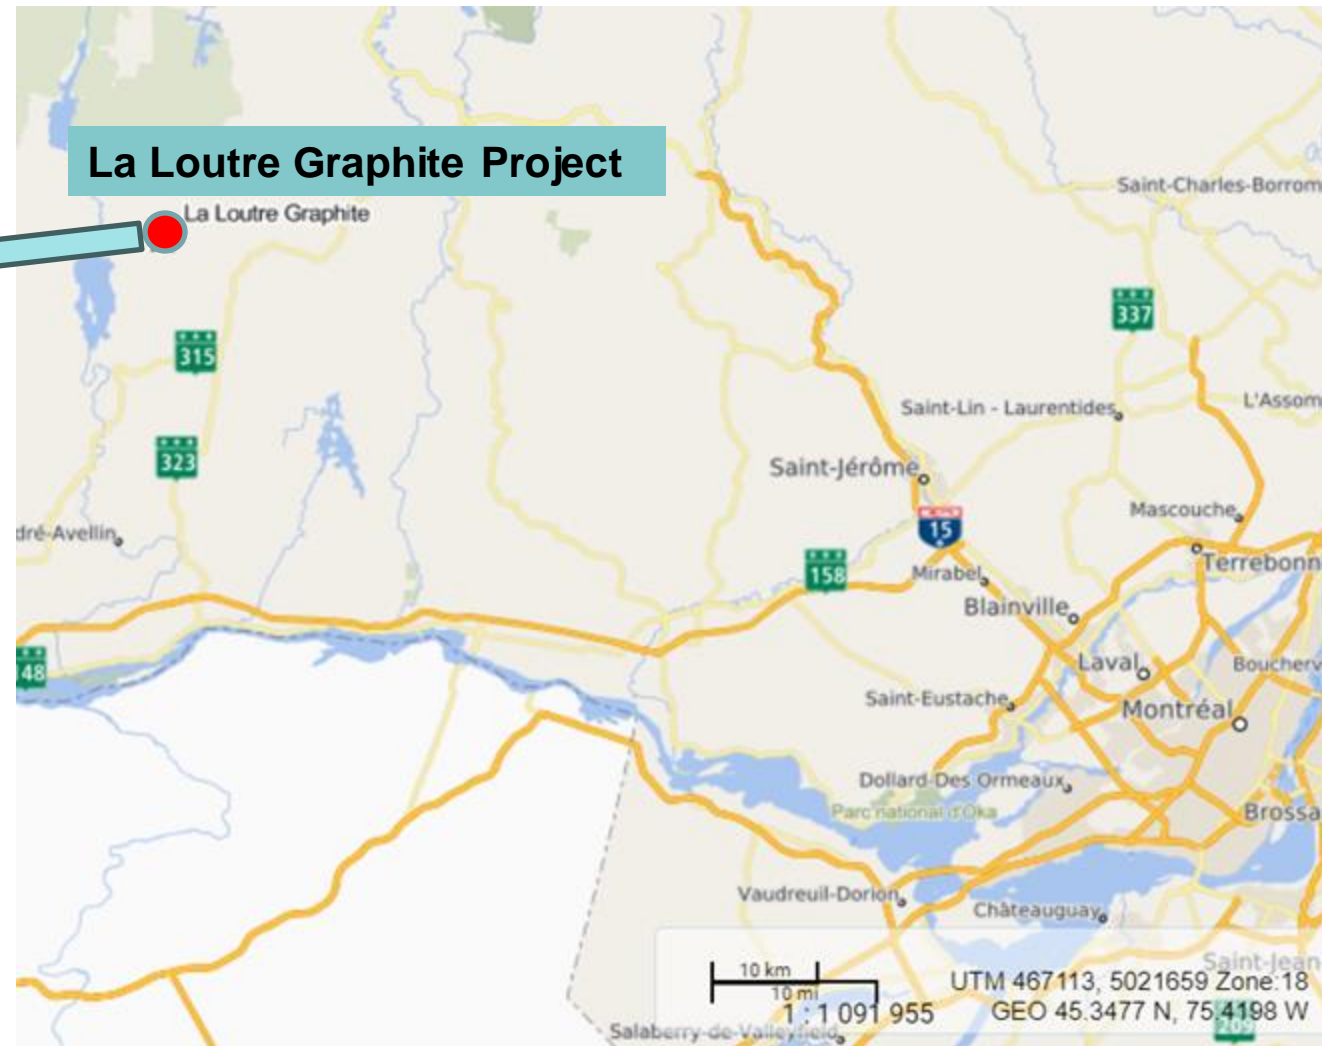 La Loutre Graphite Project
La Loutre Graphite
Saint-Charles-Borrom
337
315
Saint-Lin - Laurentides
L'Assom
323
Saint-Jérôme
Mascouche
dré-Avellin
15
Terrebonn
158
Mirabel
Blainville
48
Laval
Boucherv
Saint-Eustache
Montréal
Dollard-Des Ormeaux
Parc national d'Oka
Brossa
Vaudreuil-Dorion
Châteauguay
Saint-Jean
10 km
10 mi
1 : 1 091 955
UTM 467113, 5021659 Zone:18
GEO 45.3477 N, 75.4198 W
209
Salaberry-de-Valleyfield